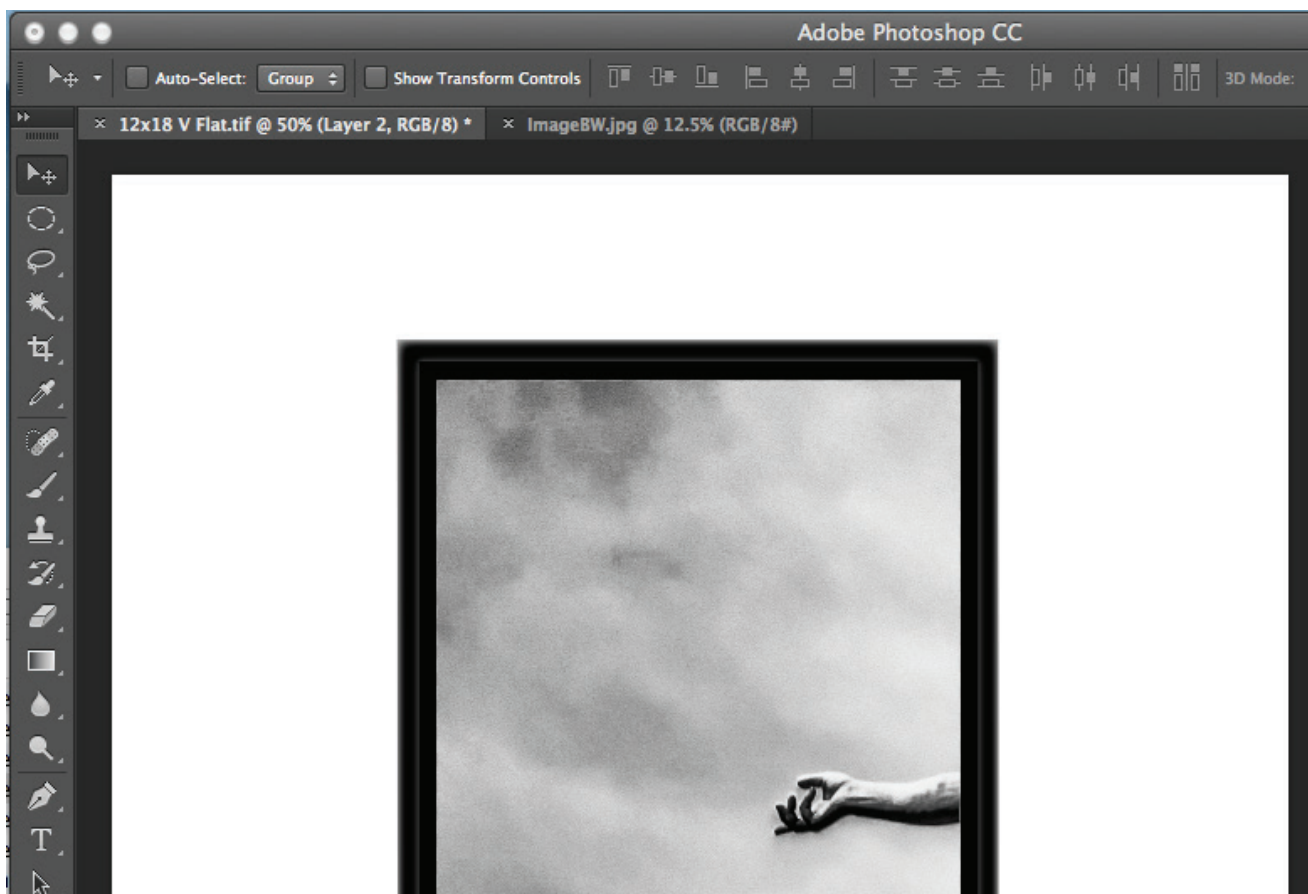 Adobe Photoshop CC
Auto-Select: Group Show Transform Controls 3D Mode:
× 12x18 V Flat.tif @ 50% (Layer 2, RGB/8) * × ImageBW.jpg @ 12.5% (RGB/8#)
T